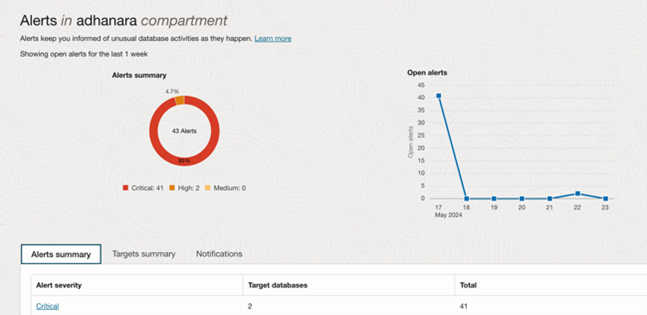 Alerts in adhanara compartment
Alerts keep you informed of unusual database activities as they happen. Learn more
Showing open alerts for the last 1 week
Alerts summary
4.7%
43 Alerts
95%
Critical: 41 High: 2 Medium: 0
Open alerts
45
40
35
30
25
20
15
10
5
0
Open alerts
17 18 19 20 21 22 23
May 2024
Alerts summary Targets summary Notifications
Alert severity Target databases Total
Critical 2 41